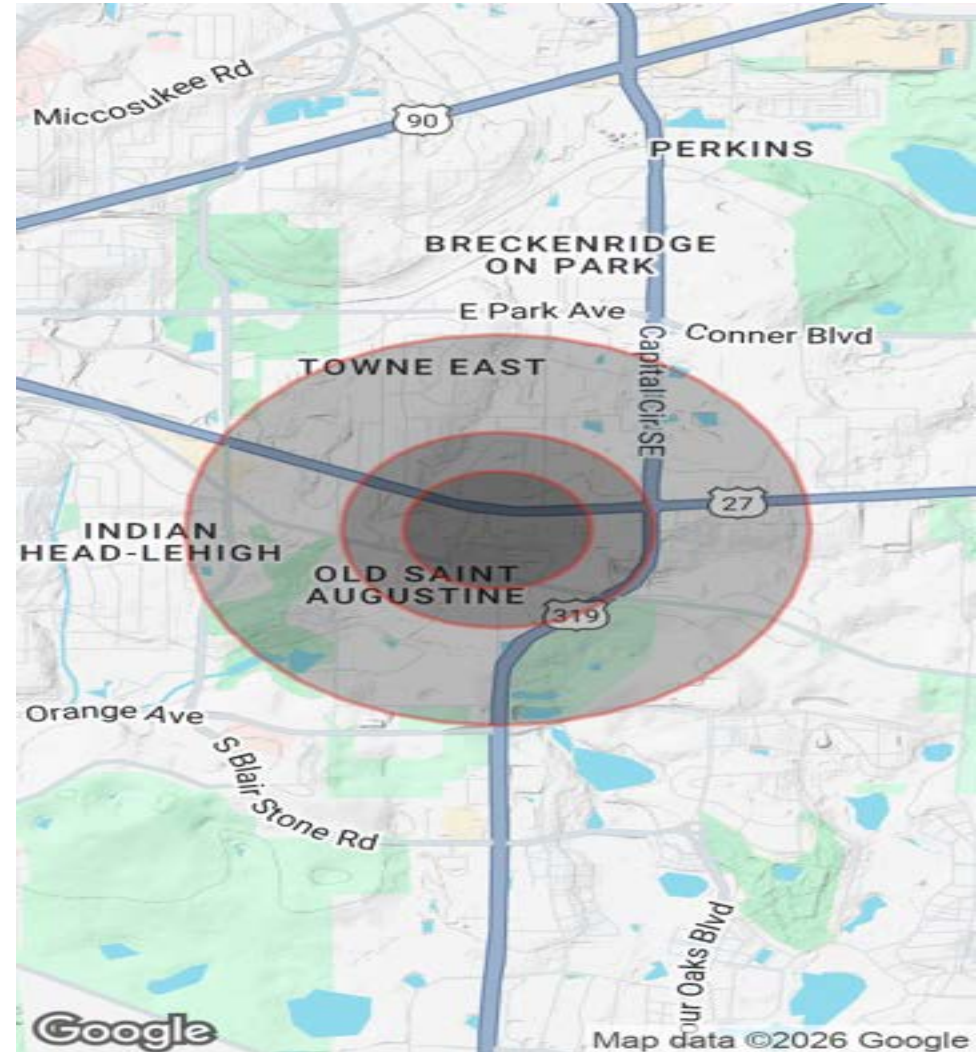 Miccosukee Rd
90
PERKINS
BRECKENRIDGE
ON PARK
E Park Ave
Conner Blvd
TOWNE EAST
Capital Cir SE
27
INDIAN
HEAD-LEHIGH
OLD SAINT
AUGUSTINE
319
Orange Ave
S Blair Stone Rd
our Oaks Blvd
Google
Map data ©2026 Google